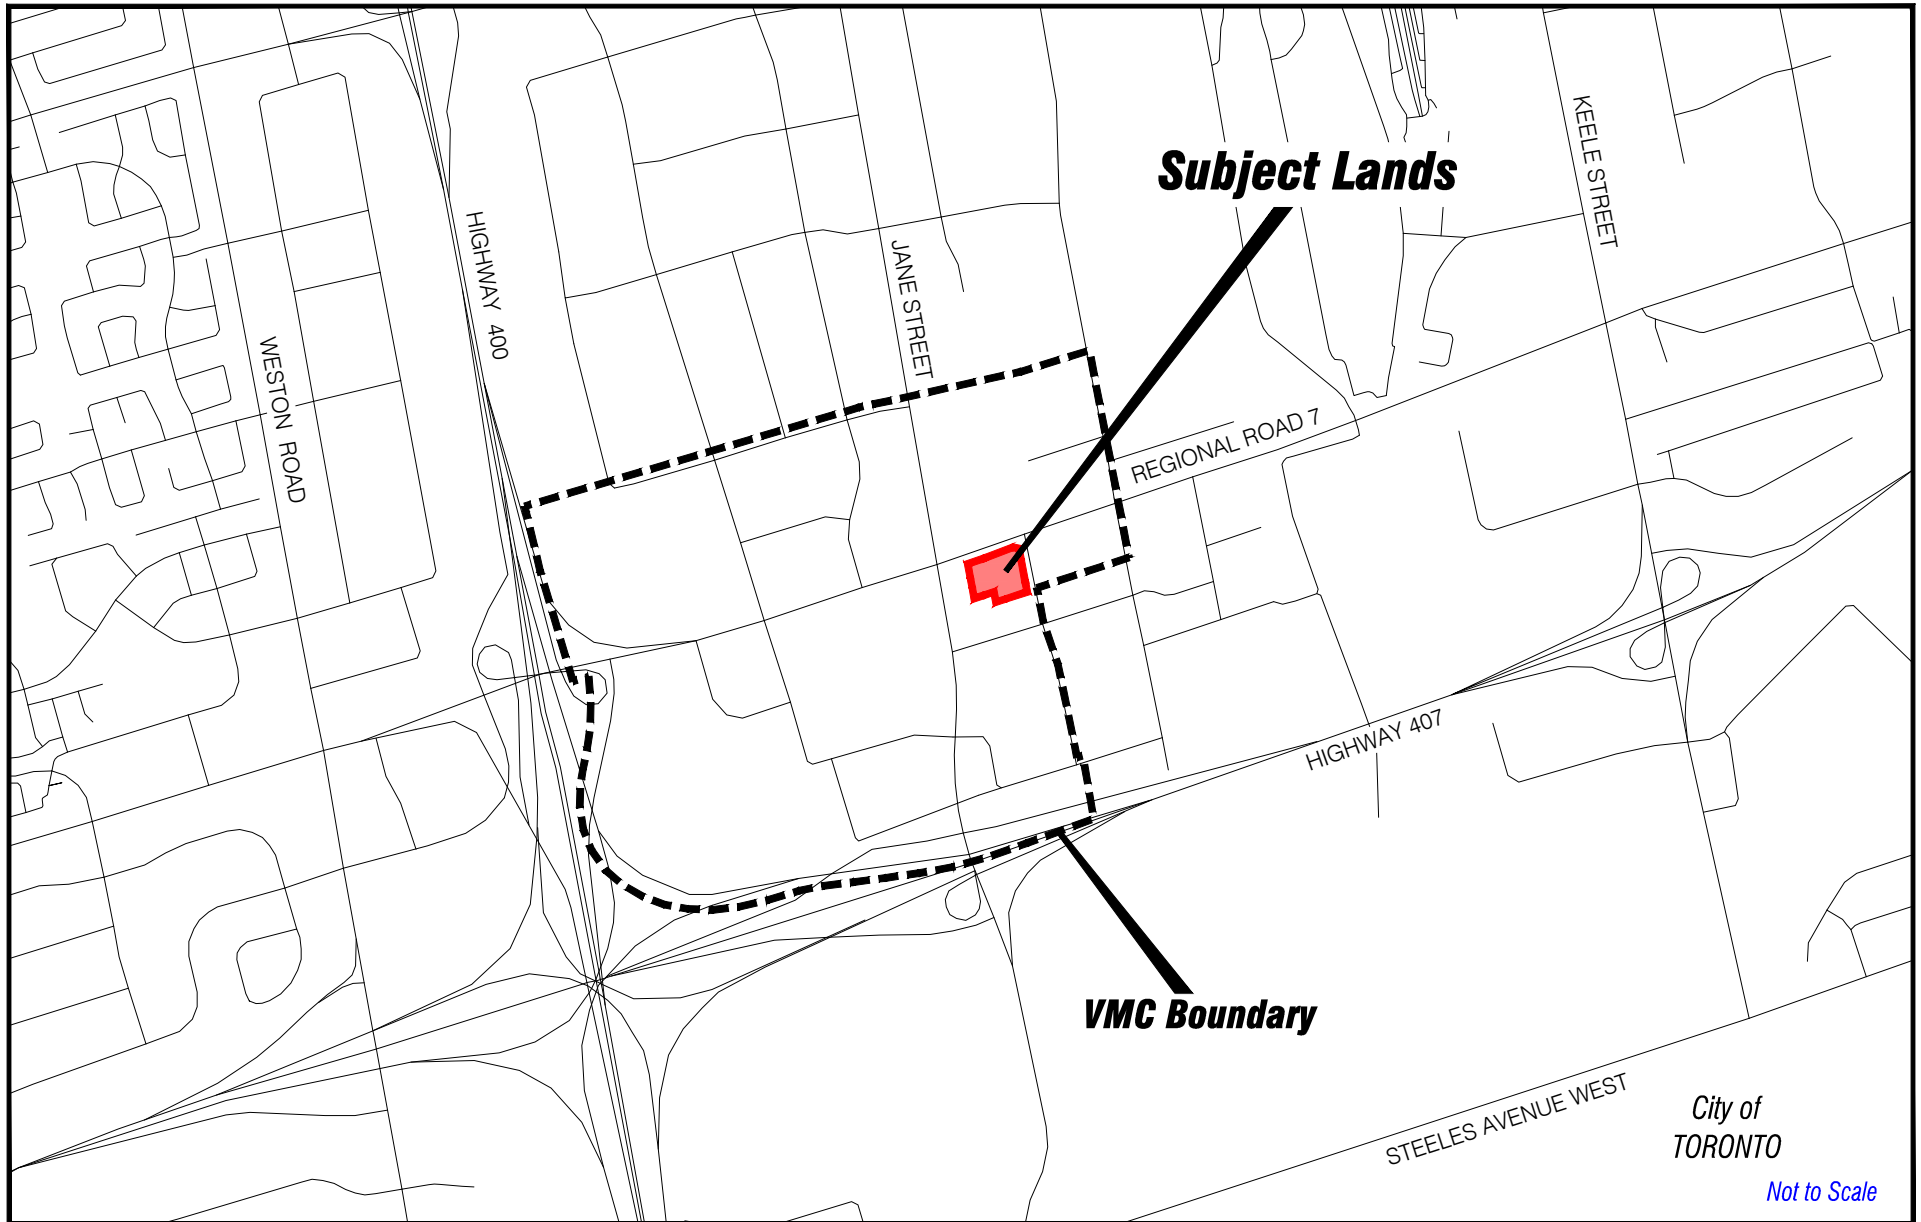 KEELE STREET
Subject Lands
HIGHWAY 400
JANE STREET
WESTON ROAD
REGIONAL ROAD 7
HIGHWAY 407
VMC Boundary
STEELES AVENUE WEST
City of
TORONTO
Not to Scale